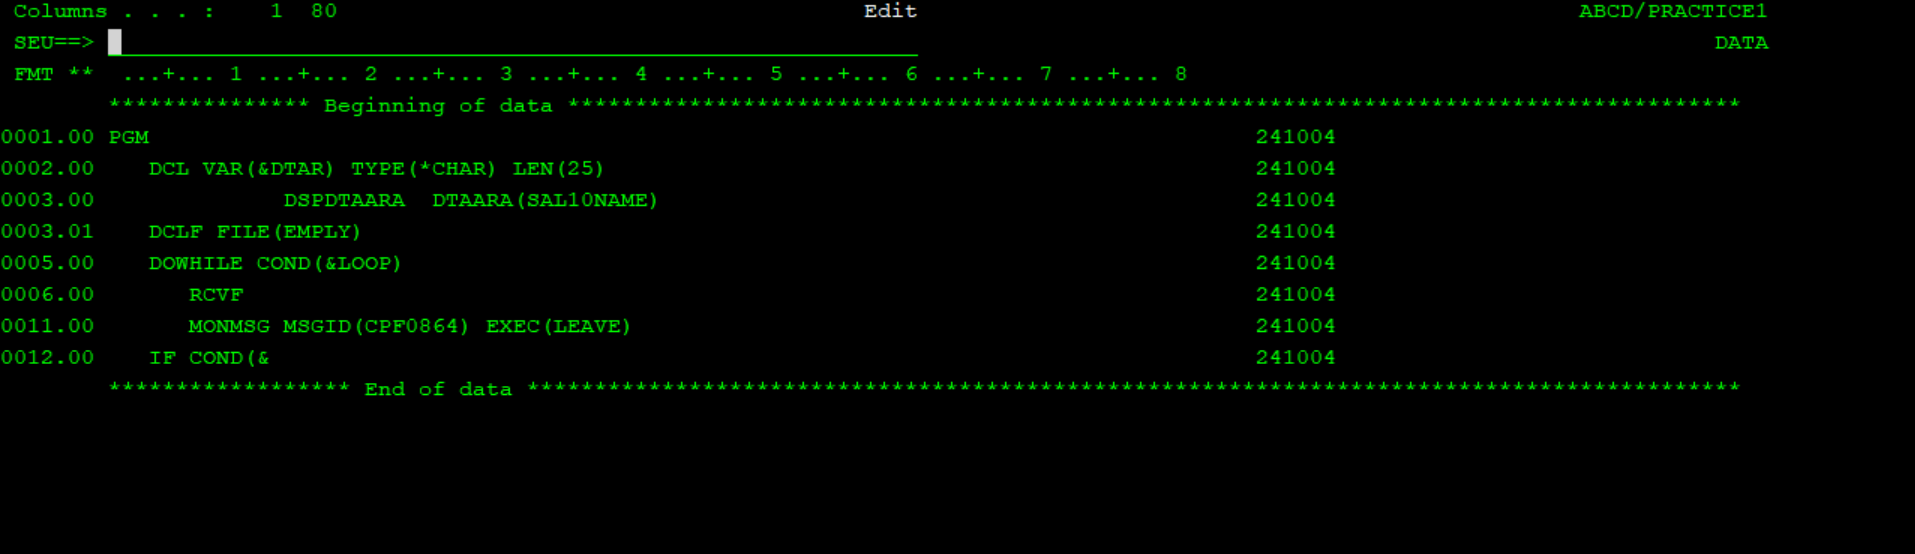 Columns . . . :    1  80                                       Edit                                                 ABCD/PRACTICE1
SEU==>                                                                                                                        DATA
FMT **  ...+... 1 ...+... 2 ...+... 3 ...+... 4 ...+... 5 ...+... 6 ...+... 7 ...+... 8
*************** Beginning of data ***************************************************************************************
0001.00 PGM                                                                                  241004
0002.00    DCL VAR(&DTAR) TYPE(*CHAR) LEN(25)                                                241004
0003.00              DSPDTAARA  DTAARA(SAL10NAME)                                            241004
0003.01    DCLF FILE(EMPLY)                                                                  241004
0005.00    DOWHILE COND(&LOOP)                                                               241004
0006.00       RCVF                                                                           241004
0011.00       MONMSG MSGID(CPF0864) EXEC(LEAVE)                                              241004
0012.00    IF COND(&                                                                         241004
****************** End of data ******************************************************************************************